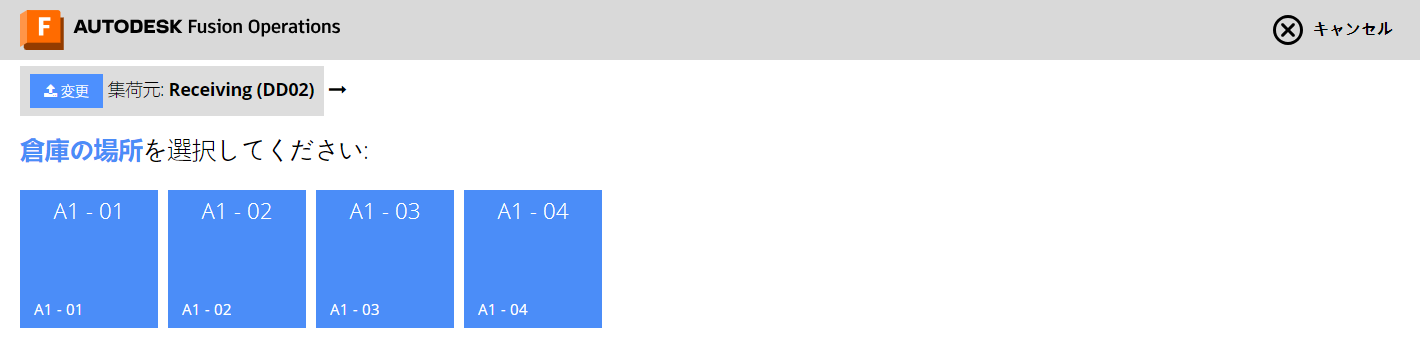 F AUTODESK Fusion Operations
キャンセル
変更 集荷元: Receiving (DD02) →
倉庫の場所を選択してください:
A1 - 01
A1 - 02
A1 - 03
A1 - 04
A1 - 01
A1 - 02
A1 - 03
A1 - 04